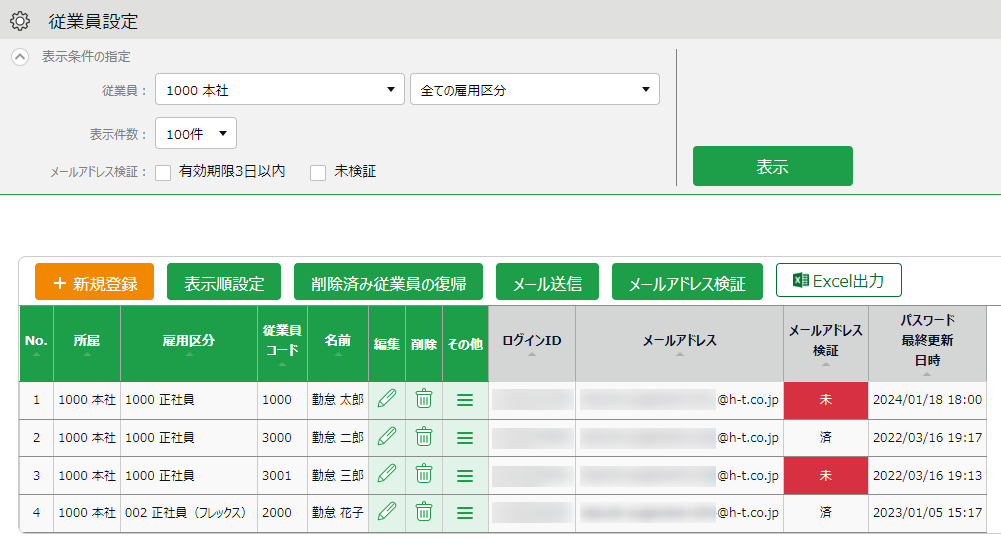 従業員設定
表示条件の指定
従業員： 1000 本社 全ての雇用区分
表示件数： 100件
メールアドレス検証： 有効期限3日以内 未検証
表示
＋ 新規登録 表示順設定 削除済み従業員の復帰 メール送信 メールアドレス検証 Excel出力
No. 所属 雇用区分 従業員コード 名前 編集 削除 その他 ログインID メールアドレス メールアドレス検証 パスワード最終更新日時
1 1000 本社 1000 正社員 1000 勤怠 太郎 @h-t.co.jp 未 2024/01/18 18:00
2 1000 本社 1000 正社員 3000 勤怠 二郎 @h-t.co.jp 済 2022/03/16 19:17
3 1000 本社 1000 正社員 3001 勤怠 三郎 @h-t.co.jp 未 2022/03/16 19:13
4 1000 本社 002 正社員（フレックス） 2000 勤怠 花子 @h-t.co.jp 済 2023/01/05 15:17